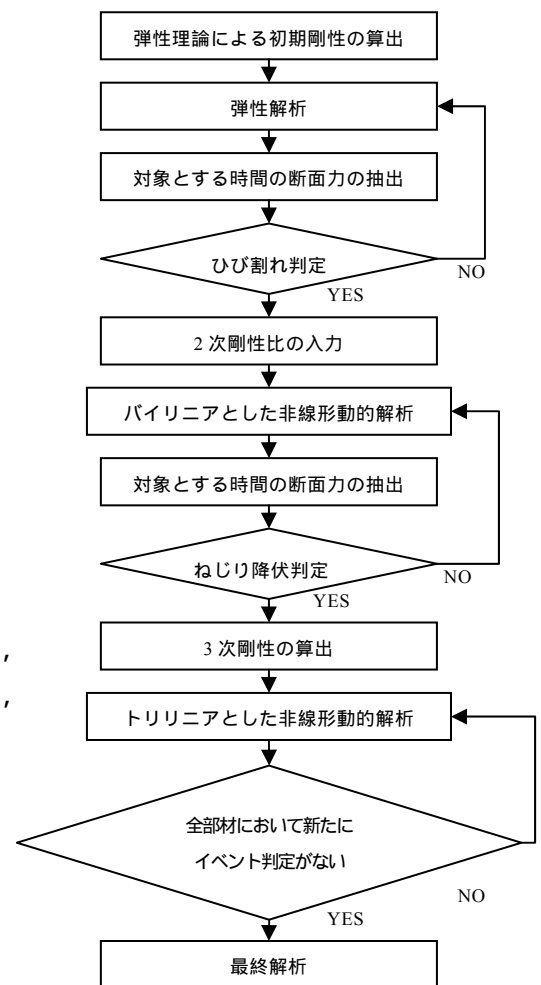 弾性理論による初期剛性の算出
弾性解析
対象とする時間の断面力の抽出
ひび割れ判定
NO
YES
2 次剛性比の入力
バイリニアとした非線形動的解析
対象とする時間の断面力の抽出
ねじり降伏判定
NO
YES
3 次剛性の算出
,
,
トリリニアとした非線形動的解析
全部材において新たに
イベント判定がない
NO
YES
最終解析